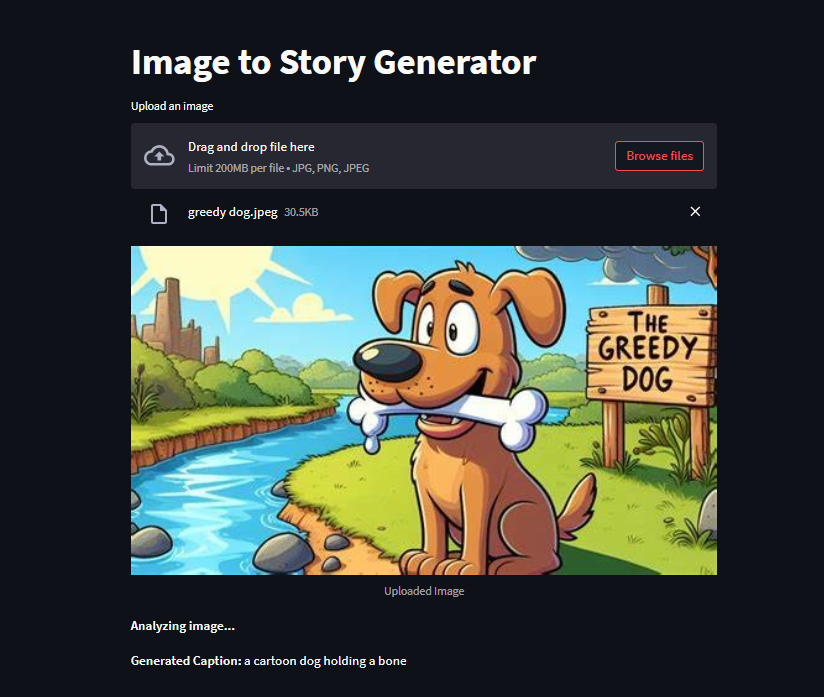 Image to Story Generator
Upload an image
Drag and drop file here
Limit 200MB per file • JPG, PNG, JPEG
Browse files
greedy dog.jpeg 30.5KB
THE
GREEDY
DOG
Uploaded Image
Analyzing image...
Generated Caption: a cartoon dog holding a bone